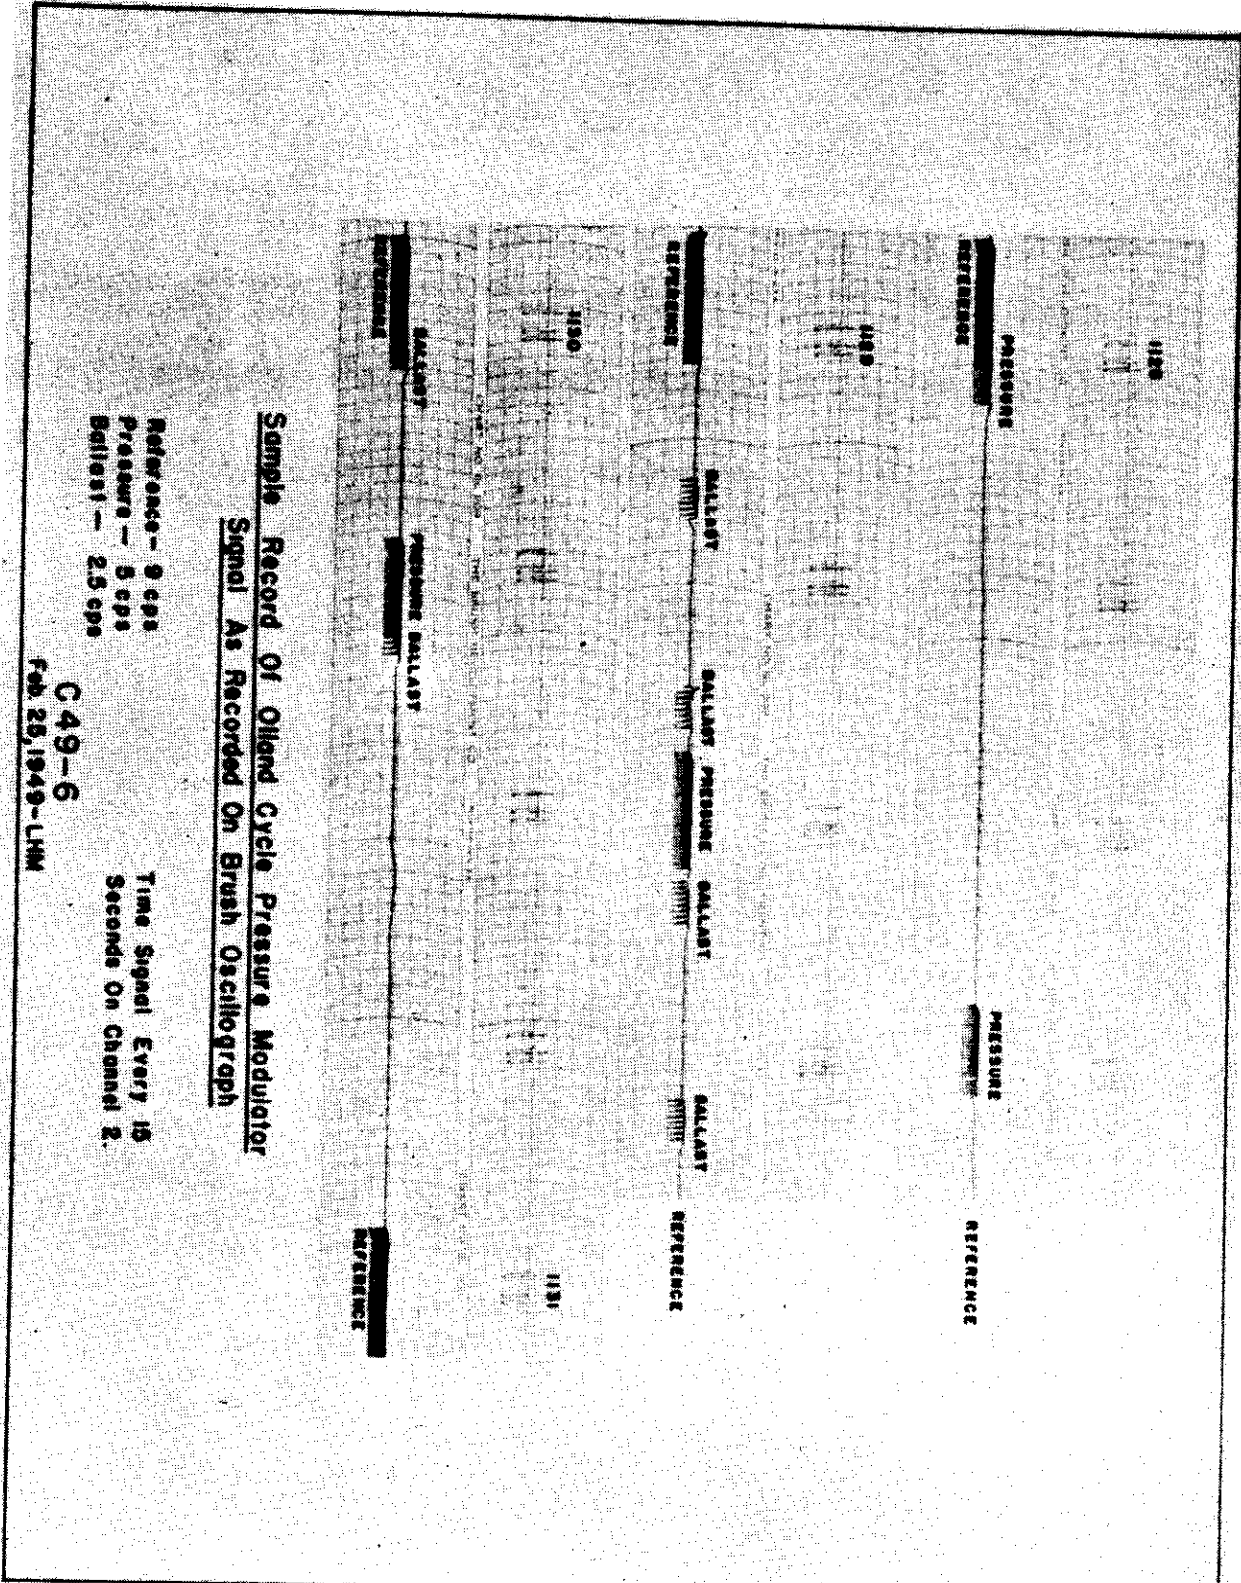 1128
PRESSURE
REFERENCE
PRESSURE
REFERENCE
1129
REFERENCE
BALLAST
BALLAST
PRESSURE
BALLAST
BALLAST
REFERENCE
1130
1131
BALLAST
REFERENCE
PRESSURE BALLAST
REFERENCE
Sample Record Of Olland Cycle Pressure Modulator
Signal As Recorded On Brush Oscillograph
Reference - 9 cps
Pressure - 5 cps
Ballast - 2.5 cps
Time Signal Every 15
Seconds On Channel 2.
C49-6
Feb. 25, 1949-LHM